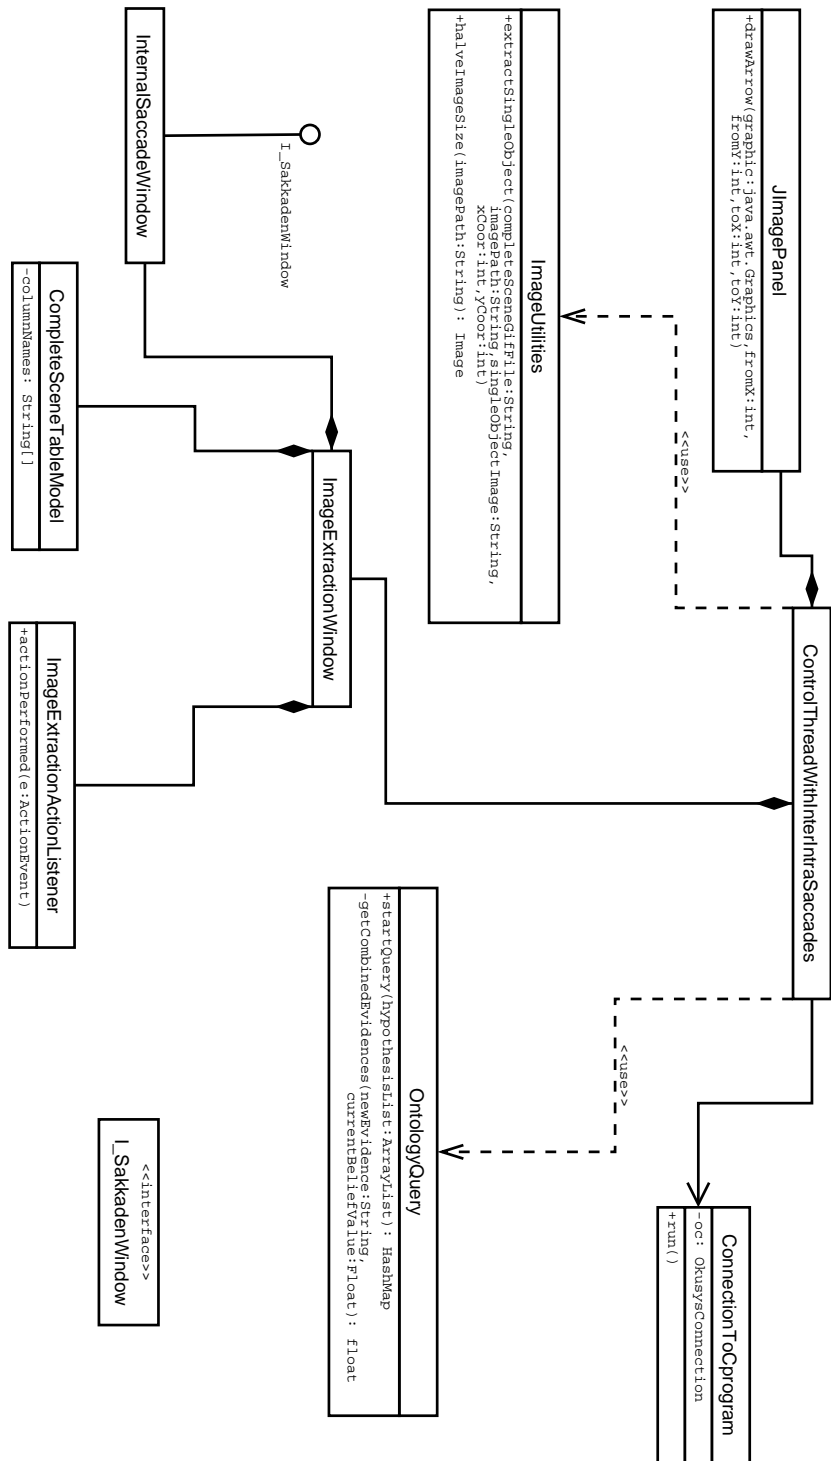 JImagePanel
+drawArrow(graphic:java.awt.Graphics,fromX:int,
fromY:int,toX:int,toY:int)
ControlThreadWithInterIntraSaccades
ConnectionToCprogram
-oc: OkusysConnection
+run()
<<use>>
<<use>>
ImageUtilities
+extractSingleObject(completeSceneGifFile:String,
imagePath:String,singleObjectImage:String,
xCoor:int,yCoor:int)
+halveImageSize(imagePath:String): Image
OntologyQuery
+startQuery(hypothesisList:ArrayList): HashMap
-getCombinedEvidences(newEvidence:String,
currentBeliefValue:Float): float
I_SakkadenWindow
ImageExtractionWindow
InternalSaccadeWindow
<<interface>>
I_SakkadenWindow
CompleteSceneTableModel
-columnNames: String[]
ImageExtractionActionListener
+actionPerformed(e:ActionEvent)